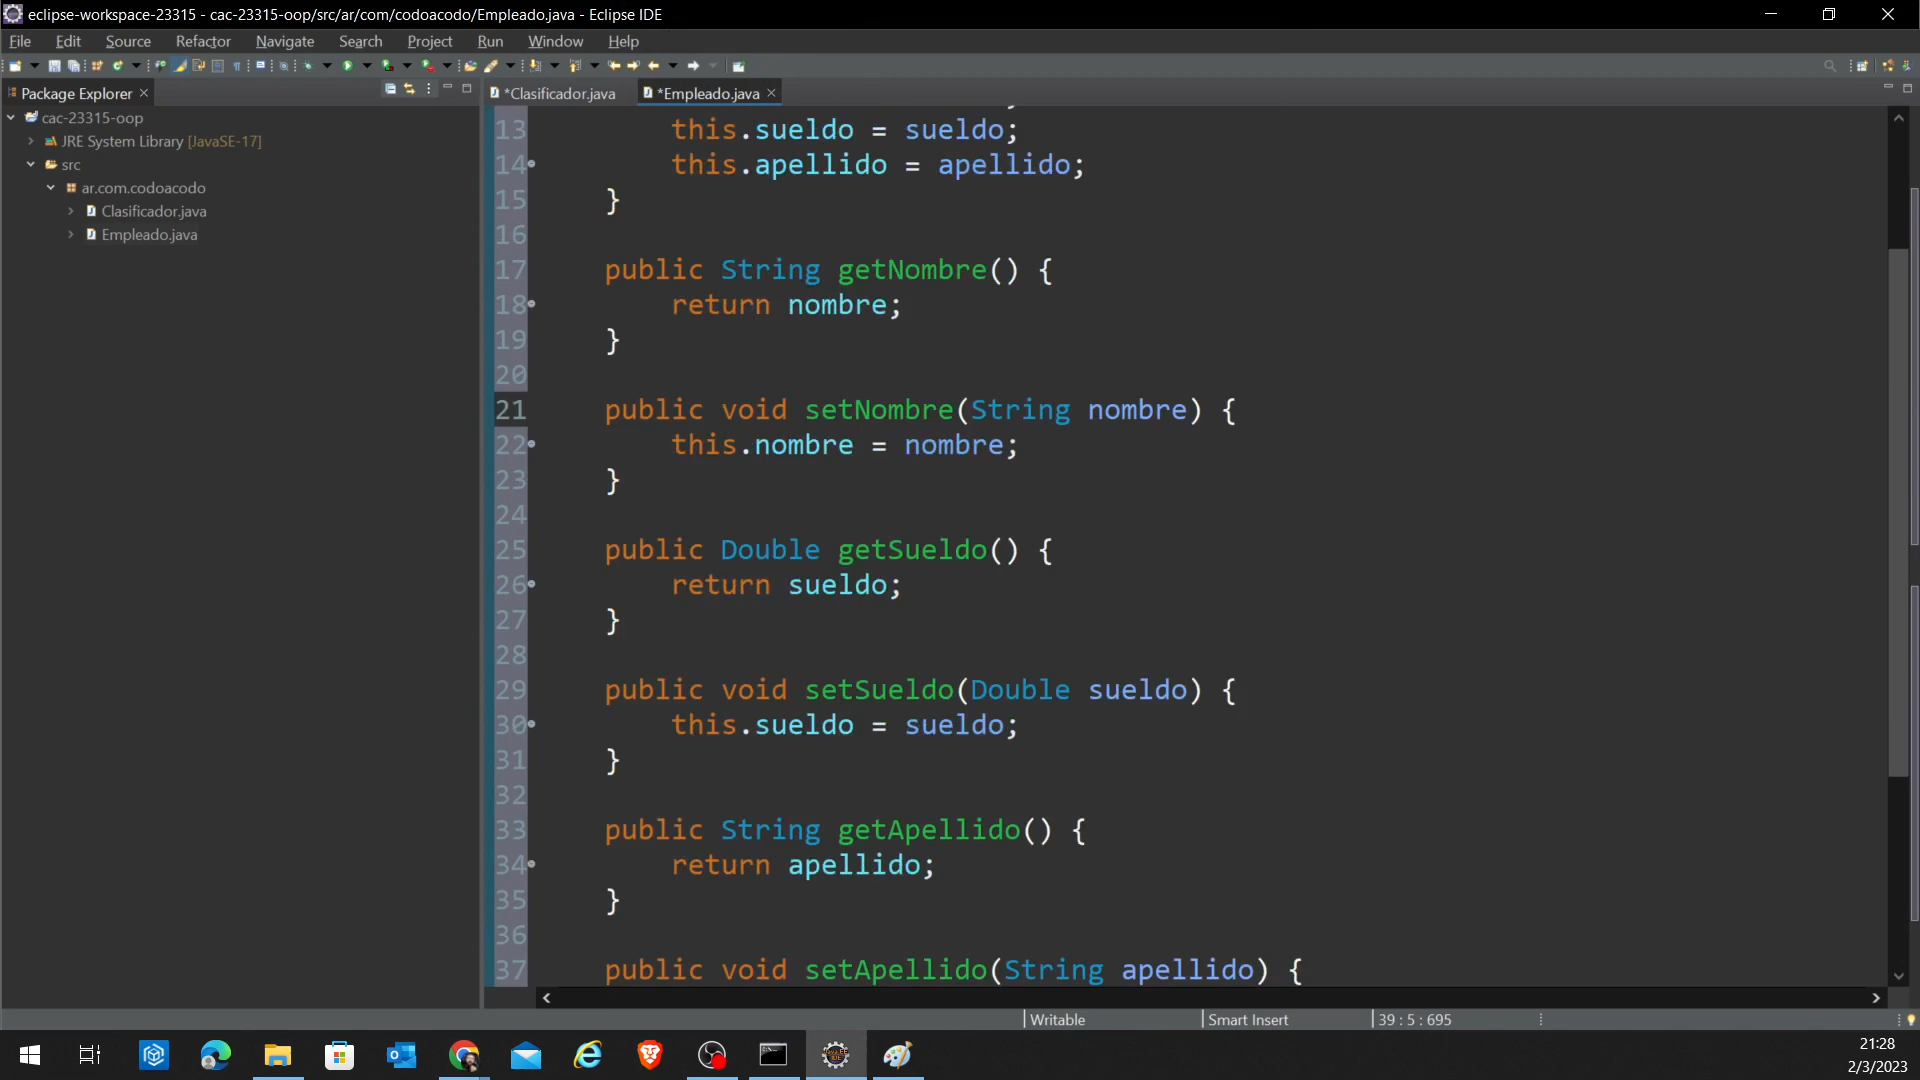 eclipse-workspace-23315 - cac-23315-oop/src/ar/com/codoacodo/Empleado.java - Eclipse IDE
File Edit Source Refactor Navigate Search Project Run Window Help
Package Explorer
*Clasificador.java *Empleado.java
cac-23315-oop
JRE System Library [JavaSE-17]
src
ar.com.codoacodo
Clasificador.java
Empleado.java
13 this.sueldo = sueldo;
14 this.apellido = apellido;
15 }
16
17 public String getNombre() {
18 return nombre;
19 }
20
21 public void setNombre(String nombre) {
22 this.nombre = nombre;
23 }
24
25 public Double getSueldo() {
26 return sueldo;
27 }
28
29 public void setSueldo(Double sueldo) {
30 this.sueldo = sueldo;
31 }
32
33 public String getApellido() {
34 return apellido;
35 }
36
37 public void setApellido(String apellido) {
Writable Smart Insert 39 : 5 : 695
21:28
2/3/2023